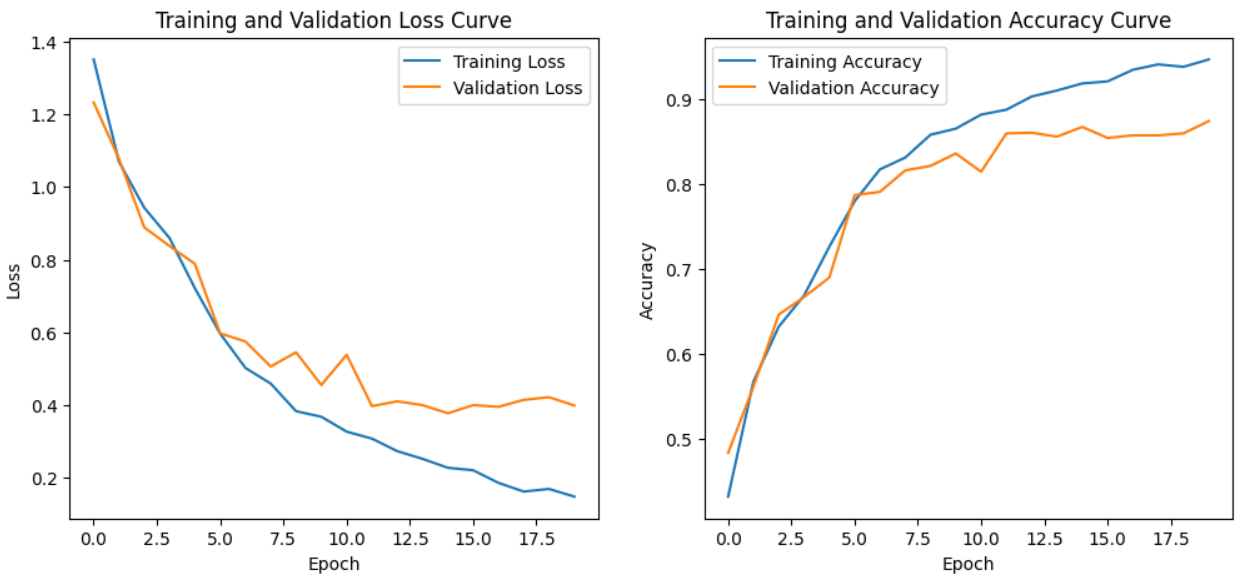 Training and Validation Loss Curve
1.4
1.2
1.0
0.8
0.6
0.4
0.2
Loss
Training Loss
Validation Loss
0.0 2.5 5.0 7.5 10.0 12.5 15.0 17.5
Epoch
Training and Validation Accuracy Curve
0.9
0.8
0.7
0.6
0.5
Accuracy
Training Accuracy
Validation Accuracy
0.0 2.5 5.0 7.5 10.0 12.5 15.0 17.5
Epoch